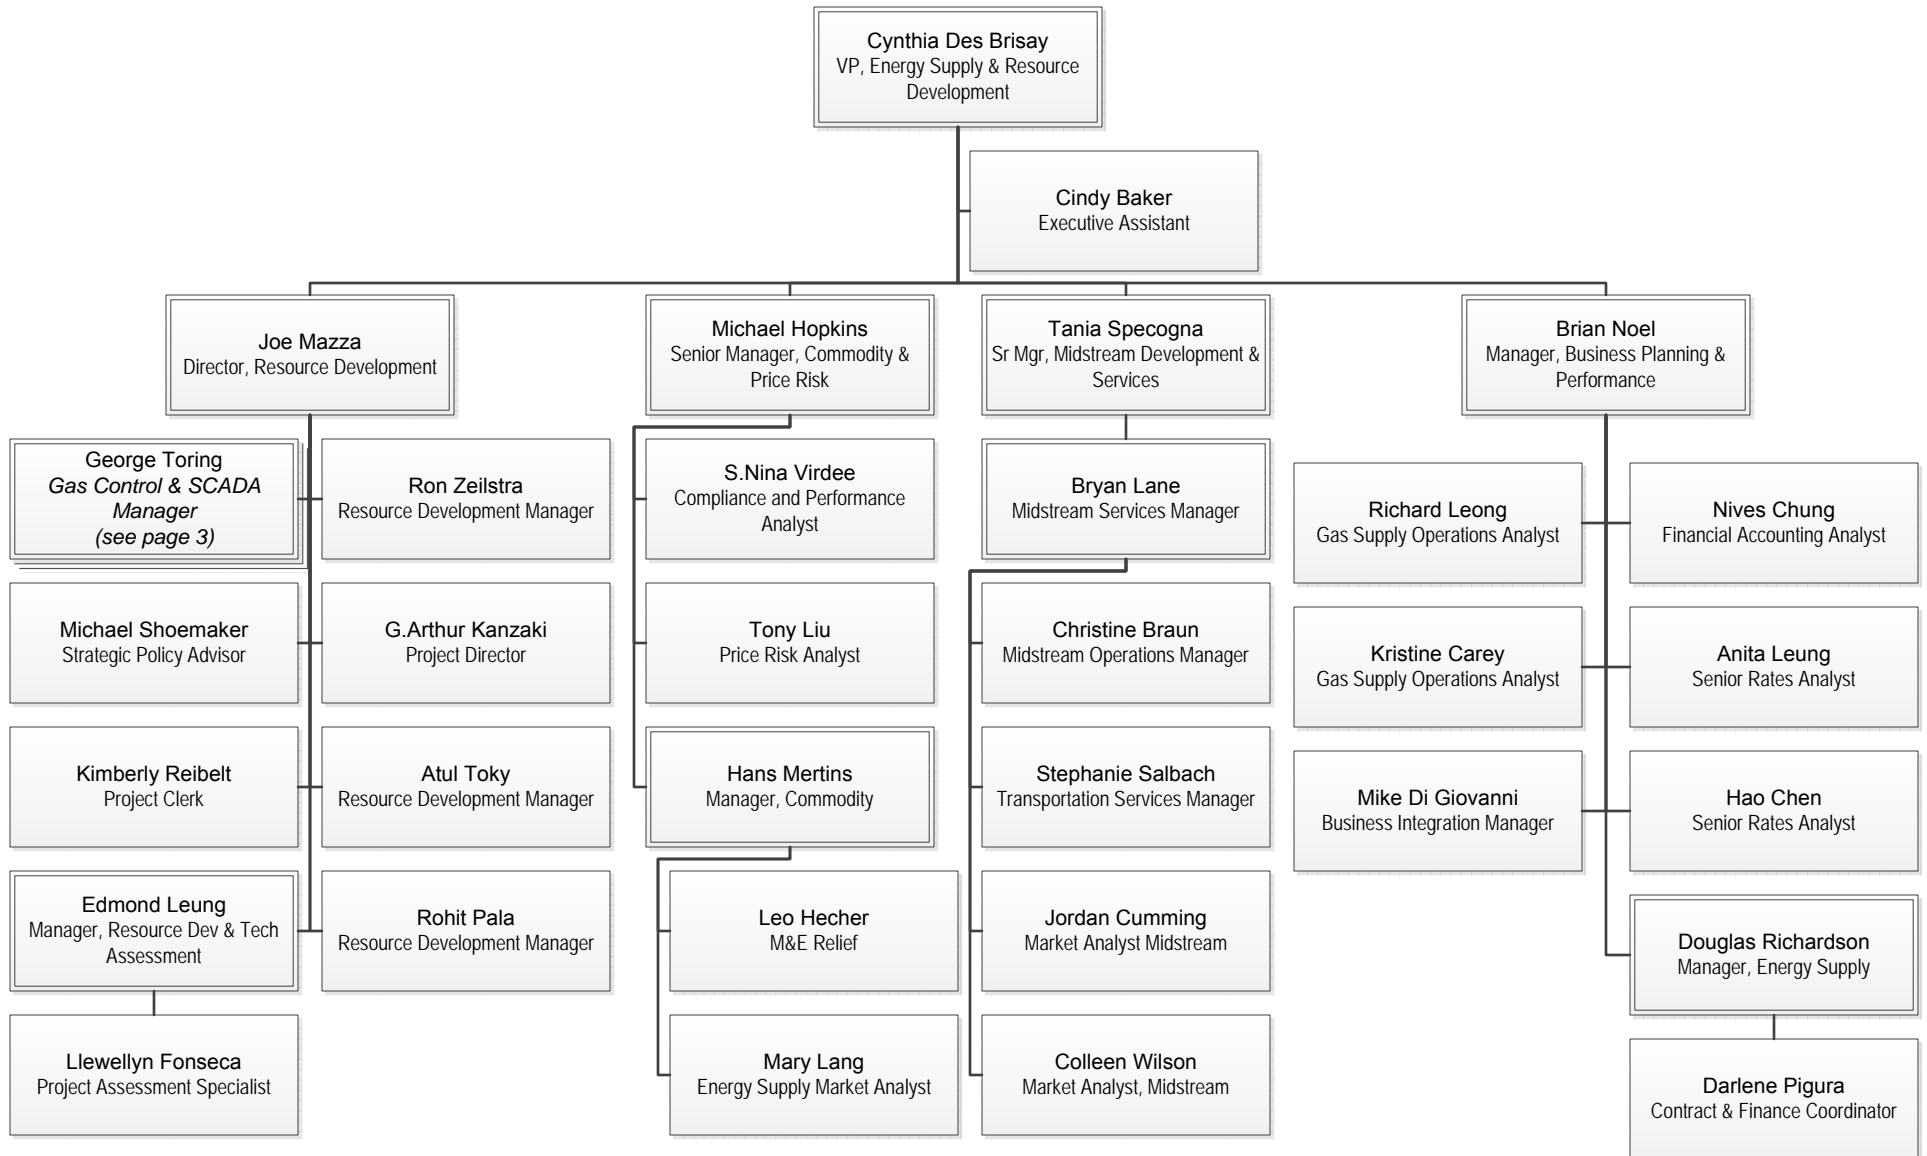 Cynthia Des Brisay
VP, Energy Supply & Resource
Development
Cindy Baker
Executive Assistant
Joe Mazza
Director, Resource Development
Michael Hopkins
Senior Manager, Commodity &
Price Risk
Tania Specogna
Sr Mgr, Midstream Development &
Services
Brian Noel
Manager, Business Planning &
Performance
George Toring
Gas Control & SCADA
Manager
(see page 3)
Ron Zeilstra
Resource Development Manager
Michael Shoemaker
Strategic Policy Advisor
G.Arthur Kanzaki
Project Director
Kimberly Reibelt
Project Clerk
Atul Toky
Resource Development Manager
Edmond Leung
Manager, Resource Dev & Tech
Assessment
Rohit Pala
Resource Development Manager
Llewellyn Fonseca
Project Assessment Specialist
S.Nina Virdee
Compliance and Performance
Analyst
Tony Liu
Price Risk Analyst
Hans Mertins
Manager, Commodity
Leo Hecher
M&E Relief
Mary Lang
Energy Supply Market Analyst
Bryan Lane
Midstream Services Manager
Christine Braun
Midstream Operations Manager
Stephanie Salbach
Transportation Services Manager
Jordan Cumming
Market Analyst Midstream
Colleen Wilson
Market Analyst, Midstream
Richard Leong
Gas Supply Operations Analyst
Nives Chung
Financial Accounting Analyst
Kristine Carey
Gas Supply Operations Analyst
Anita Leung
Senior Rates Analyst
Mike Di Giovanni
Business Integration Manager
Hao Chen
Senior Rates Analyst
Douglas Richardson
Manager, Energy Supply
Darlene Pigura
Contract & Finance Coordinator